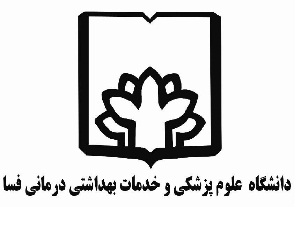 دانشگاه علوم پزشکی و خدمات بهداشتی درمانی فسا